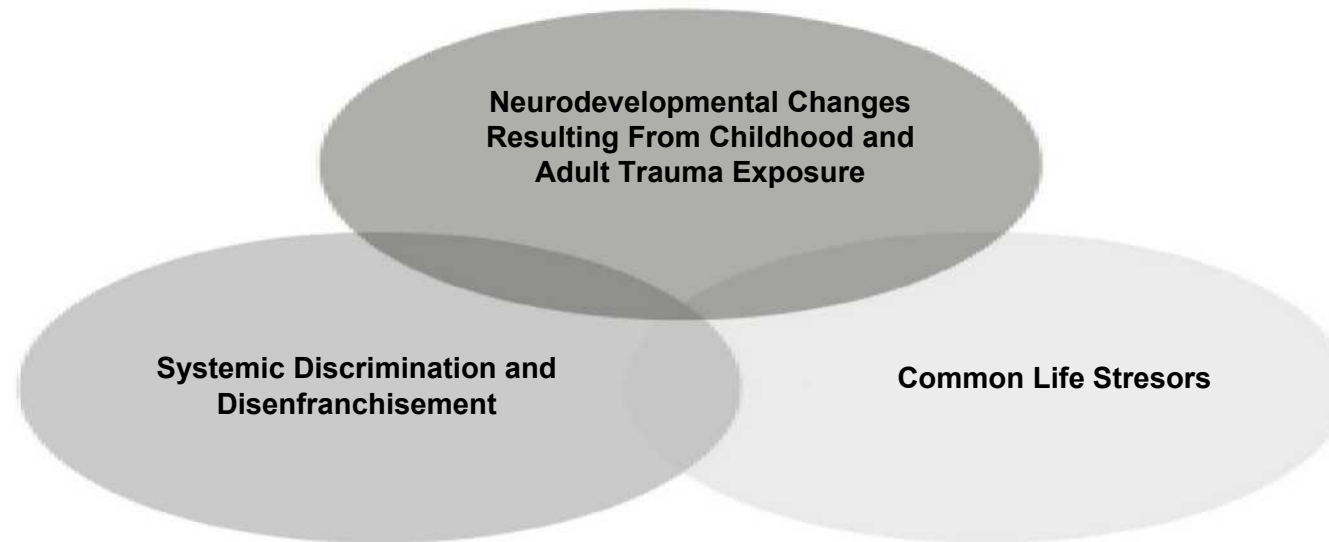 Neurodevelopmental Changes
Resulting From Childhood and
Adult Trauma Exposure
Systemic Discrimination and
Disenfranchisement
Common Life Stresors